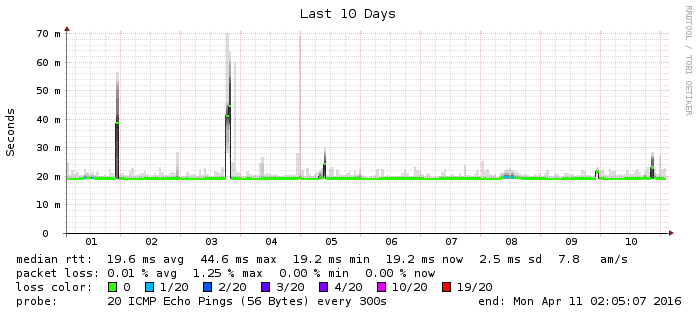 Last 10 Days
RRDTOOL / TOBI OETIKER
Seconds
70 m
60 m
50 m
40 m
30 m
20 m
10 m
0
01 02 03 04 05 06 07 08 09 10
median rtt: 19.6 ms avg 44.6 ms max 19.2 ms min 19.2 ms now 2.5 ms sd 7.8 am/s
packet loss: 0.01 % avg 1.25 % max 0.00 % min 0.00 % now
loss color: 0 1/20 2/20 3/20 4/20 10/20 19/20
probe: 20 ICMP Echo Pings (56 Bytes) every 300s end: Mon Apr 11 02:05:07 2016